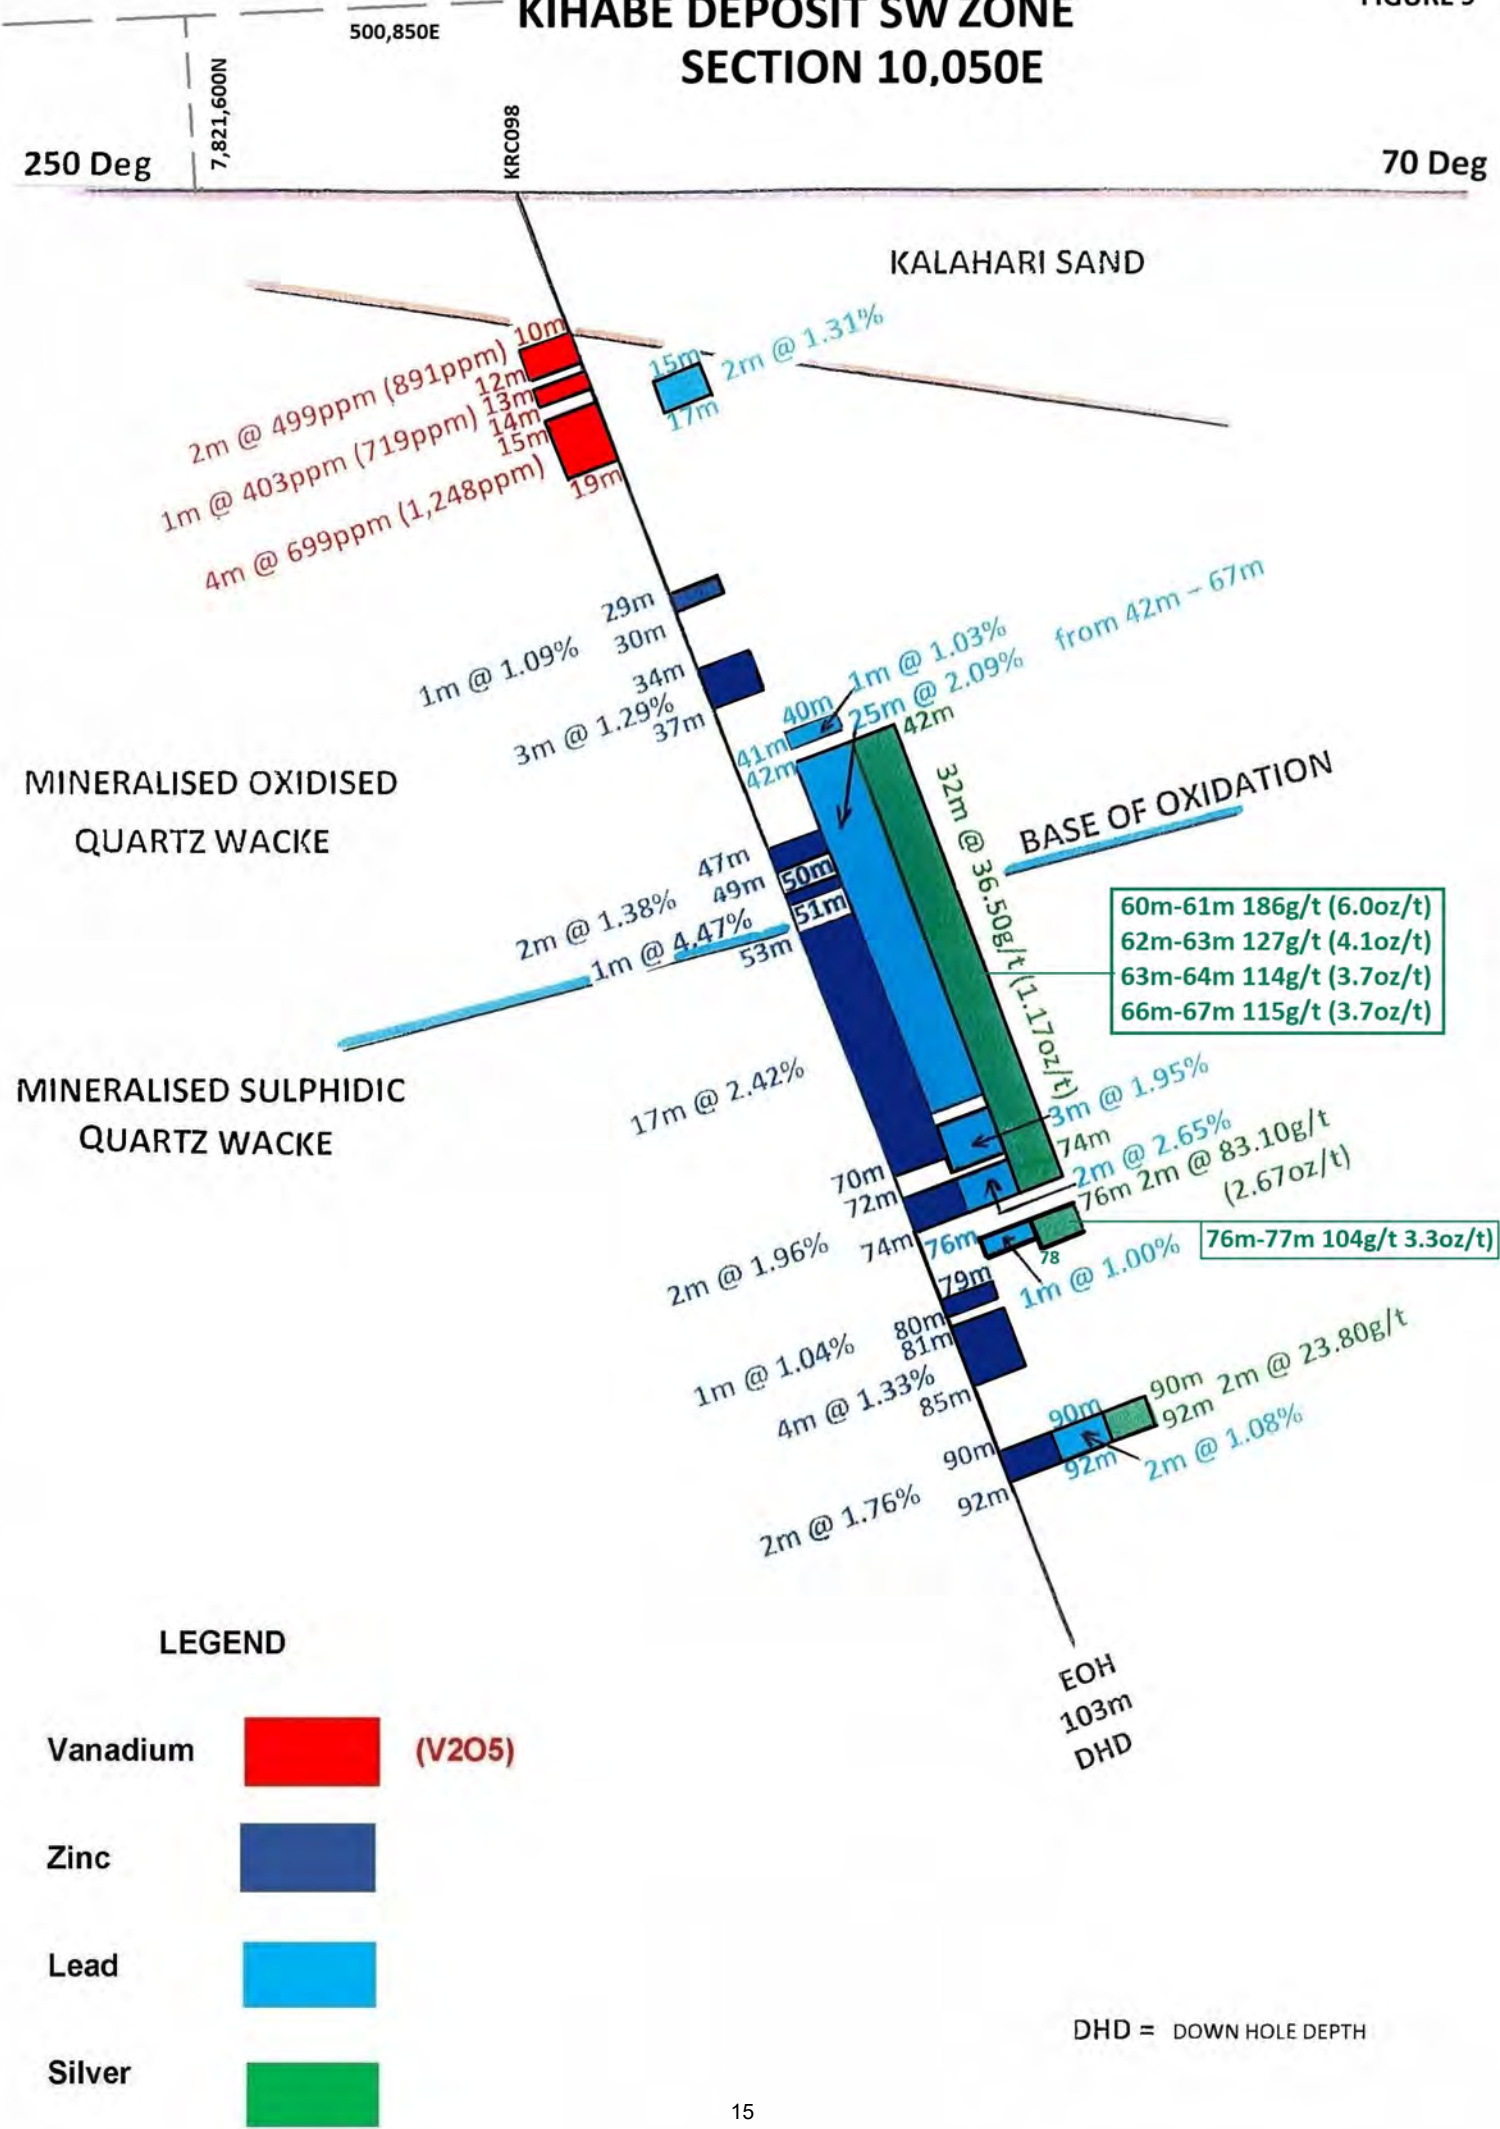 KIHABE DEPOSIT SW ZONE
SECTION 10,050E
500,850E
7,821,600N
KRC098
250 Deg
70 Deg
KALAHARI SAND
10m
2m @ 499ppm (891ppm)
12m
13m
1m @ 403ppm (719ppm)
14m
15m
4m @ 699ppm (1,248ppm)
19m
15m
2m @ 1.31%
17m
29m
1m @ 1.09%
30m
34m
3m @ 1.29%
37m
40m
1m @ 1.03%
41m
25m @ 2.09%
from 42m – 67m
42m
42m
32m @ 36.50g/t (1.17oz/t)
MINERALISED OXIDISED
QUARTZ WACKE
BASE OF OXIDATION
47m
2m @ 1.38%
49m
50m
1m @ 4.47%
51m
53m
60m-61m 186g/t (6.0oz/t)
62m-63m 127g/t (4.1oz/t)
63m-64m 114g/t (3.7oz/t)
66m-67m 115g/t (3.7oz/t)
MINERALISED SULPHIDIC
QUARTZ WACKE
17m @ 2.42%
3m @ 1.95%
74m
2m @ 2.65%
70m
72m
2m @ 1.96%
74m
76m 2m @ 83.10g/t
(2.67oz/t)
76m
78
76m-77m 104g/t 3.3oz/t)
1m @ 1.00%
79m
1m @ 1.04%
80m
81m
4m @ 1.33%
85m
90m
2m @ 1.76%
92m
90m
92m
2m @ 1.08%
90m
92m
2m @ 23.80g/t
EOH
103m
DHD
LEGEND
Vanadium
(V2O5)
Zinc
Lead
Silver
DHD = DOWN HOLE DEPTH
15